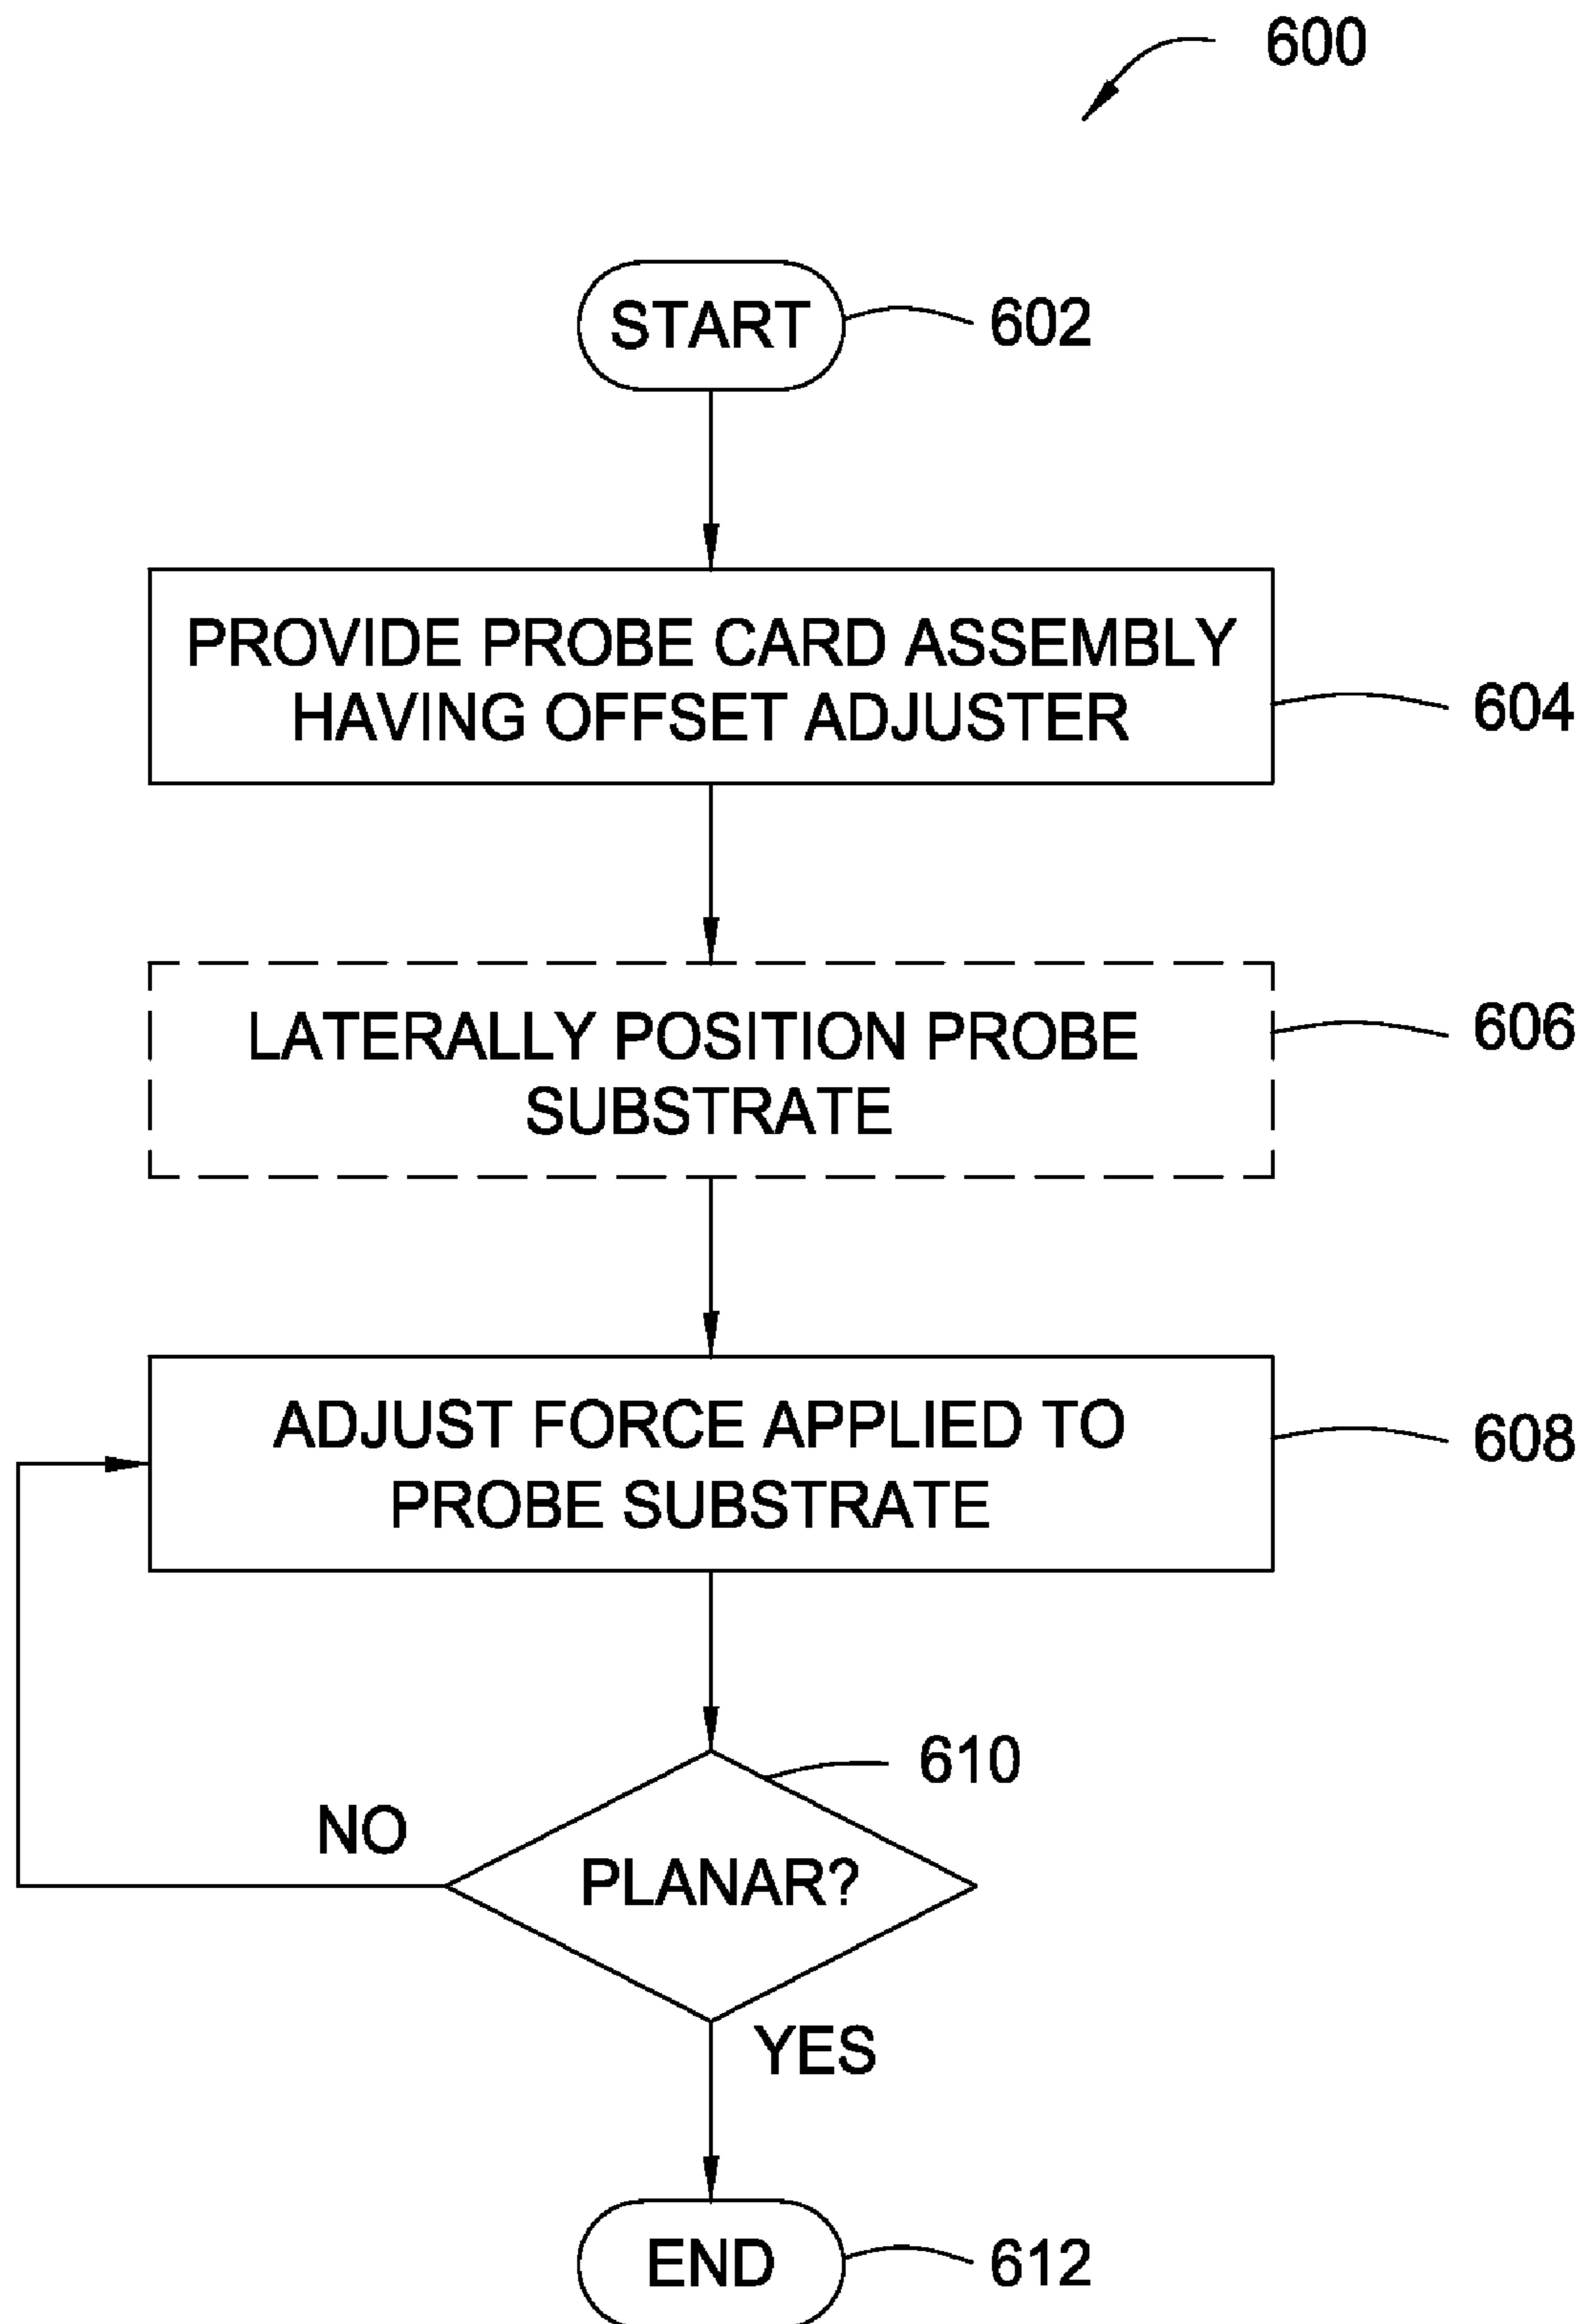 600
START
602
PROVIDE PROBE CARD ASSEMBLY
HAVING OFFSET ADJUSTER
604
LATERALLY POSITION PROBE
SUBSTRATE
606
ADJUST FORCE APPLIED TO
PROBE SUBSTRATE
608
610
NO
PLANAR?
YES
END
612